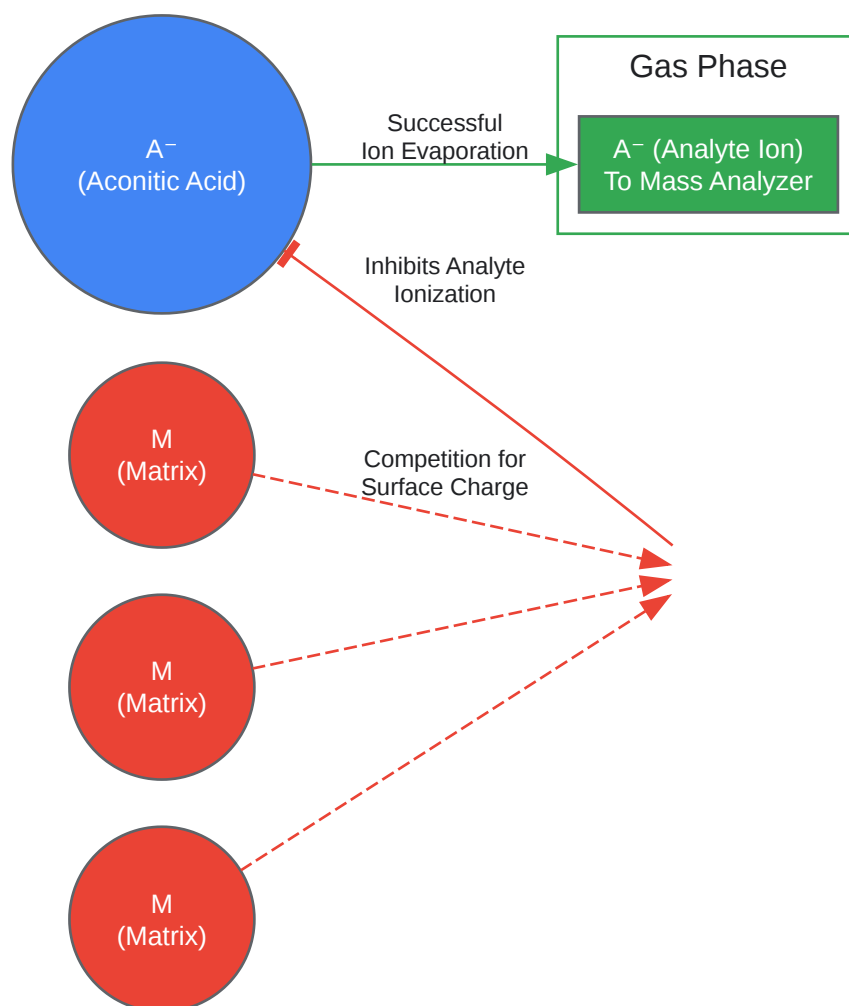 A⁻
(Aconitic Acid)
Successful
Ion Evaporation
Gas Phase
A⁻ (Analyte Ion)
To Mass Analyzer
Inhibits Analyte
Ionization
M
(Matrix)
Competition for
Surface Charge
M
(Matrix)
M
(Matrix)